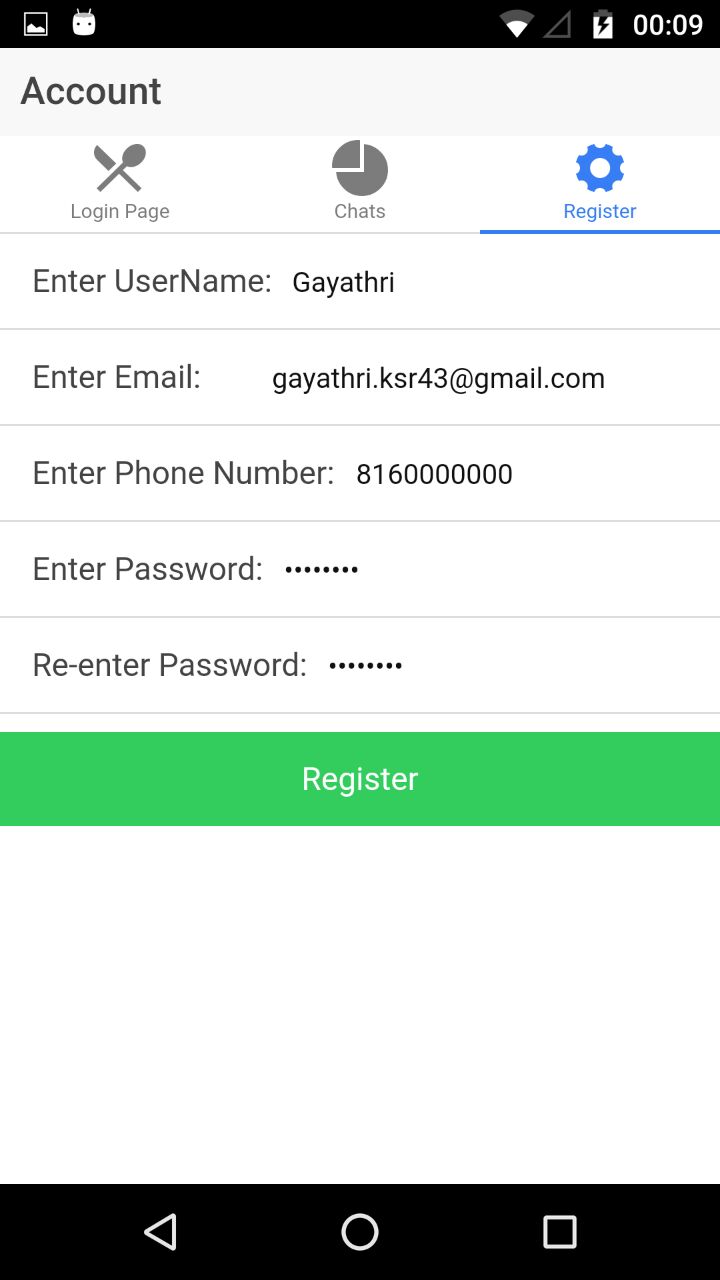 00:09
Account
Login Page
Chats
Register
Enter UserName: Gayathri
Enter Email: gayathri.ksr43@gmail.com
Enter Phone Number: 8160000000
Enter Password: ••••••••
Re-enter Password: ••••••••
Register